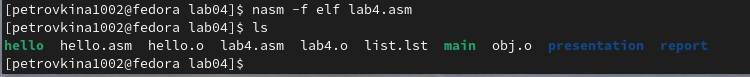 [petrovkina1002@fedora lab04]$ nasm -f elf lab4.asm
[petrovkina1002@fedora lab04]$ ls
hello  hello.asm  hello.o  lab4.asm  lab4.o  list.lst  main  obj.o  presentation  report
[petrovkina1002@fedora lab04]$